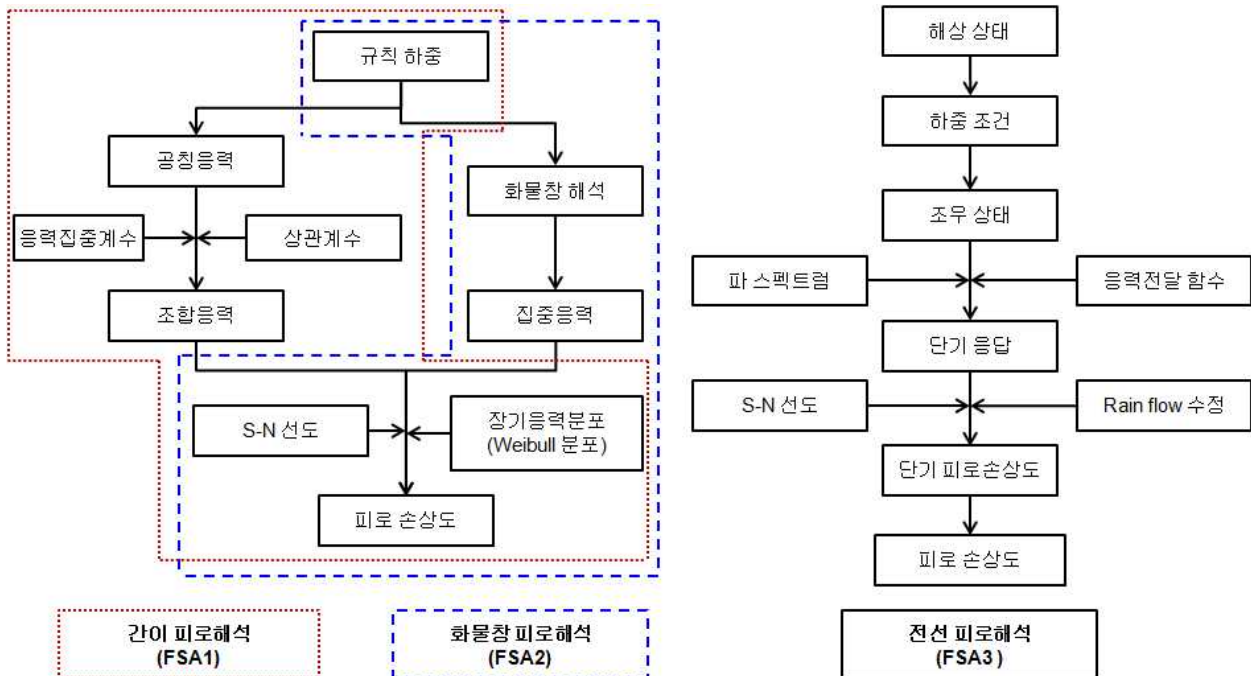 규칙 하중
공칭응력
화물창 해석
응력집중계수
상관계수
조합응력
집중응력
S-N 선도
장기응력분포
(Weibull 분포)
피로 손상도
간이 피로해석
(FSA1)
화물창 피로해석
(FSA2)
해상 상태
하중 조건
조우 상태
파 스펙트럼
응력전달 함수
단기 응답
S-N 선도
Rain flow 수정
단기 피로손상도
피로 손상도
전선 피로해석
(FSA3 )